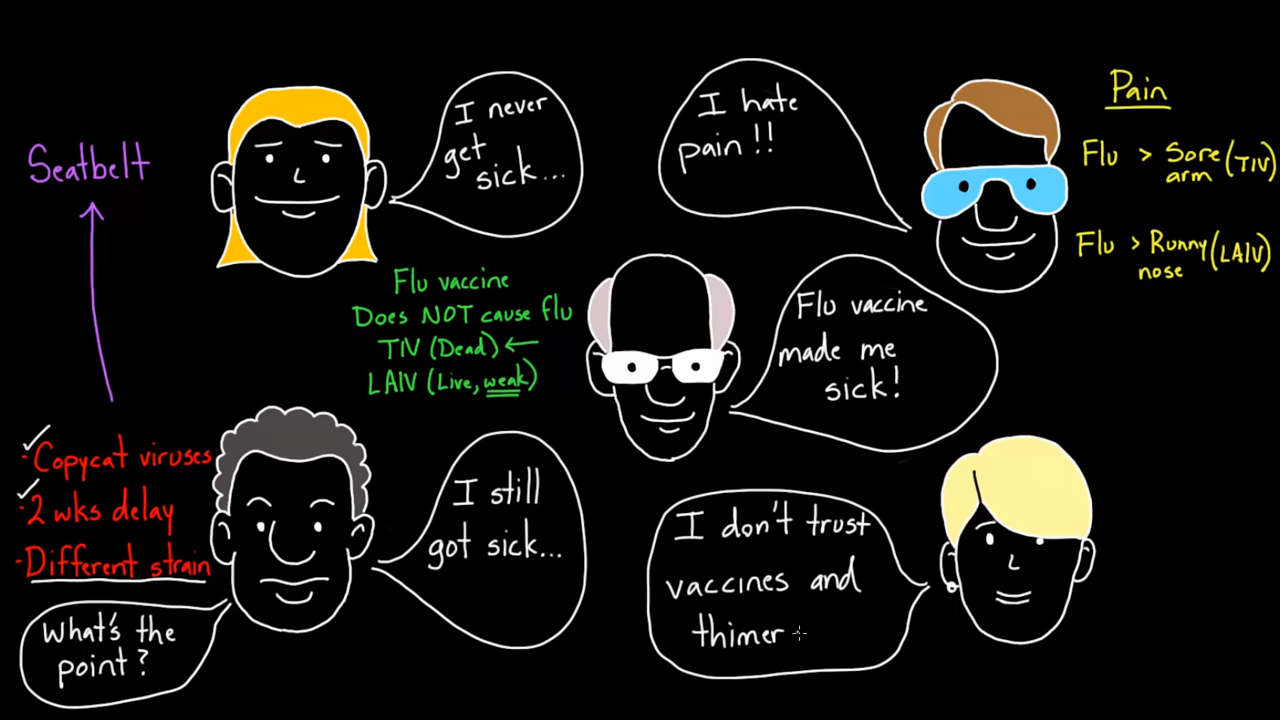 Seatbelt
I never
get
sick...
I hate
pain!!
Pain
Flu > Sore (TIV)
arm
Flu > Runny (LAIV)
nose
Flu vaccine
Does NOT cause flu
TIV (Dead) ←
LAIV (Live, weak)
Flu vaccine
made me
sick!
· Copycat viruses
· 2 wks delay
· Different strain
What's the
point?
I still
got sick...
I don't trust
vaccines and
thimer